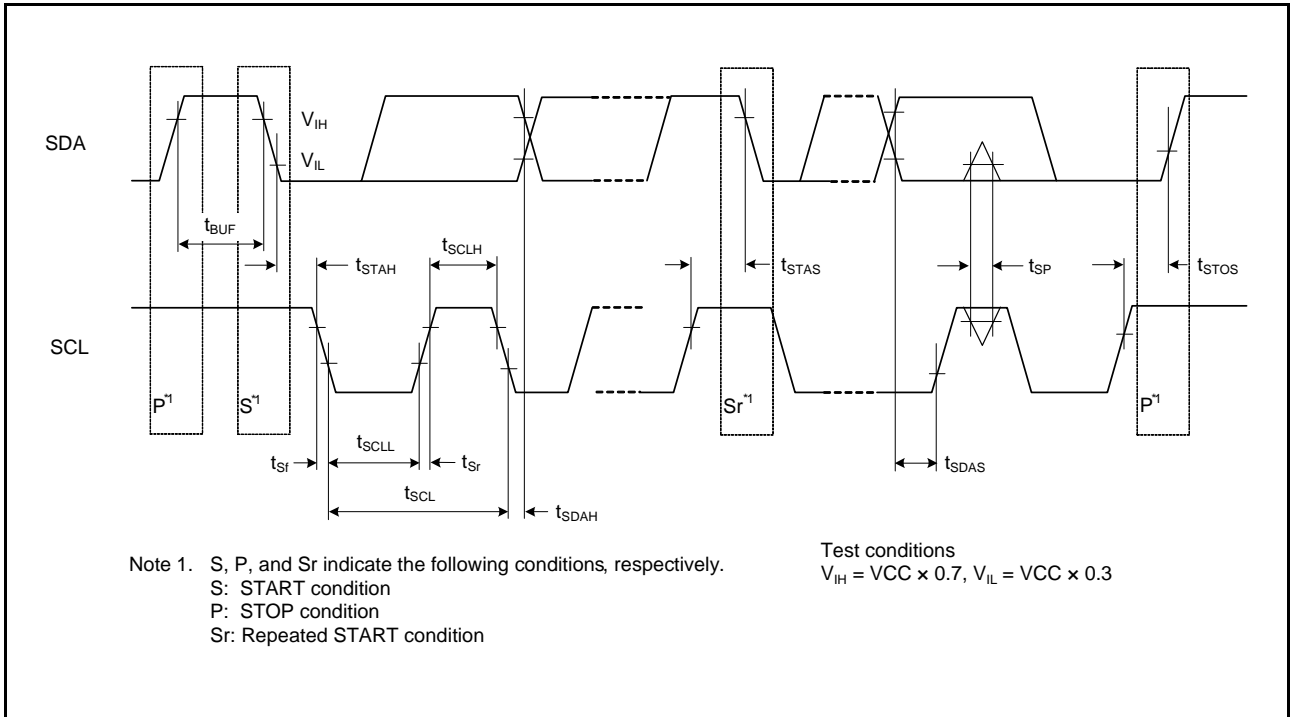 SDA
V_IH
V_IL
t_BUF
t_STAH
t_SCLH
t_STAS
t_SP
t_STOS
SCL
P*1
S*1
Sr*1
P*1
t_Sf
t_SCLL
t_Sr
t_SDAS
t_SCL
t_SDAH
Note 1. S, P, and Sr indicate the following conditions, respectively.
S: START condition
P: STOP condition
Sr: Repeated START condition
Test conditions
V_IH = VCC × 0.7, V_IL = VCC × 0.3